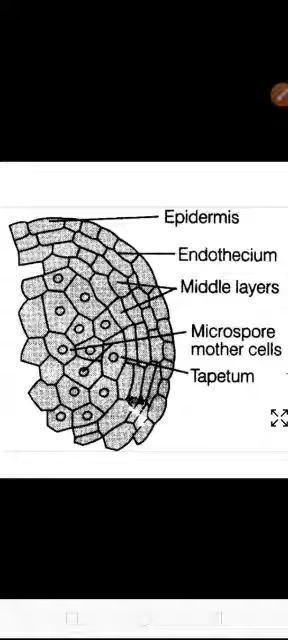 Epidermis
Endothecium
Middle layers
Microspore
mother cells
Tapetum